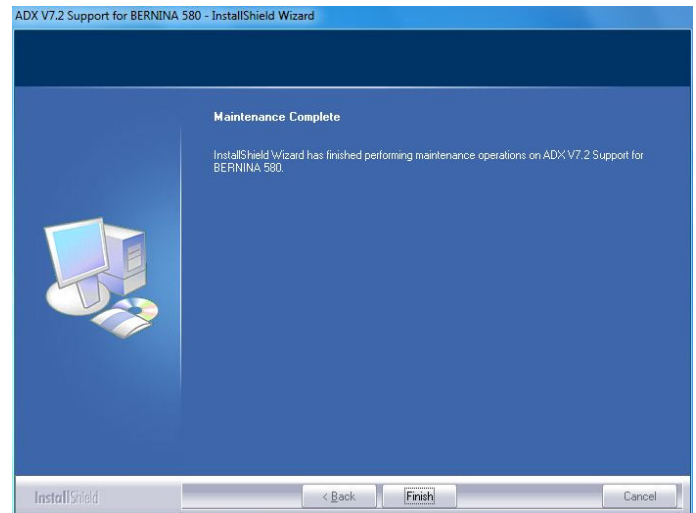 ADX V7.2 Support for BERNINA 580 - InstallShield Wizard
Maintenance Complete
InstallShield Wizard has finished performing maintenance operations on ADX V7.2 Support for
BERNINA 580.
InstallShield
< Back
Finish
Cancel